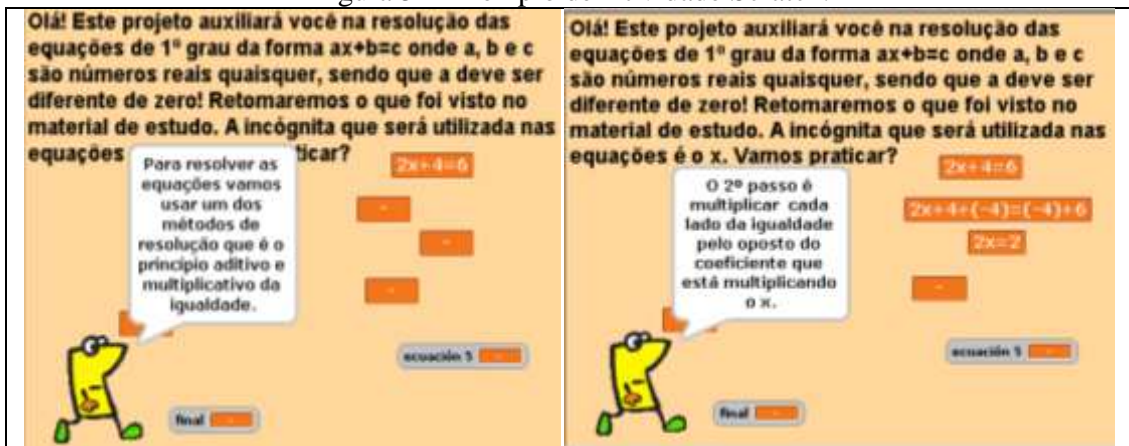 Olá! Este projeto auxiliará você na resolução das
equações de 1º grau da forma ax+b=c onde a, b e c
são números reais quaisquer, sendo que a deve ser
diferente de zero! Retomaremos o que foi visto no
material de estudo. A incógnita que será utilizada nas
equações
ticar?
Para resolver as
equações vamos
usar um dos
métodos de
resolução que é o
princípio aditivo e
multiplicativo da
igualdade.
2x+4=6
ecuación 5
final
Olá! Este projeto auxiliará você na resolução das
equações de 1º grau da forma ax+b=c onde a, b e c
são números reais quaisquer, sendo que a deve ser
diferente de zero! Retomaremos o que foi visto no
material de estudo. A incógnita que será utilizada nas
equações é o x. Vamos praticar?
O 2º passo é
multiplicar cada
lado da igualdade
pelo oposto do
coeficiente que
está multiplicando
o x.
2x+4=6
2x+4+(-4)=(-4)+6
2x=2
ecuación 5
final